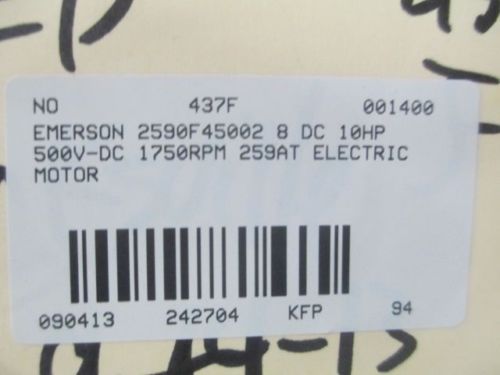 NO 437F 001400
EMERSON 2590F45002 8 DC 10HP
500V-DC 1750RPM 259AT ELECTRIC
MOTOR
090413 242704 KFP 94